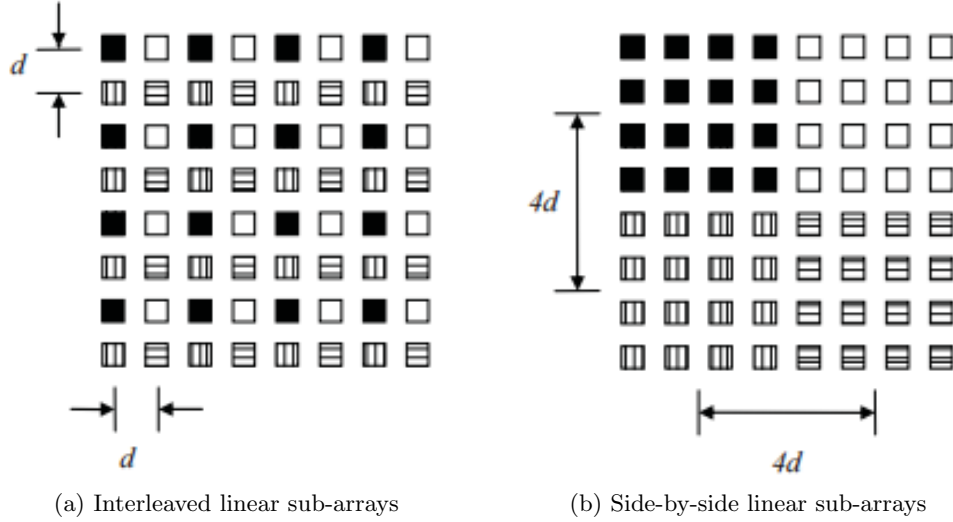 d
4d
d
4d
(a) Interleaved linear sub-arrays
(b) Side-by-side linear sub-arrays